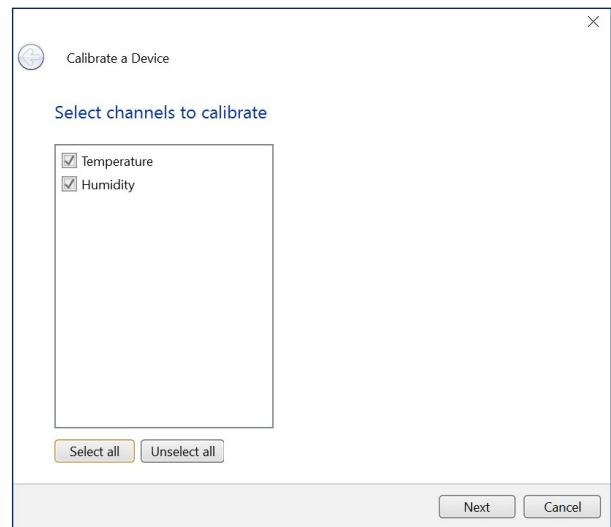 Calibrate a Device
Select channels to calibrate
Temperature
Humidity
Select all Unselect all
Next Cancel